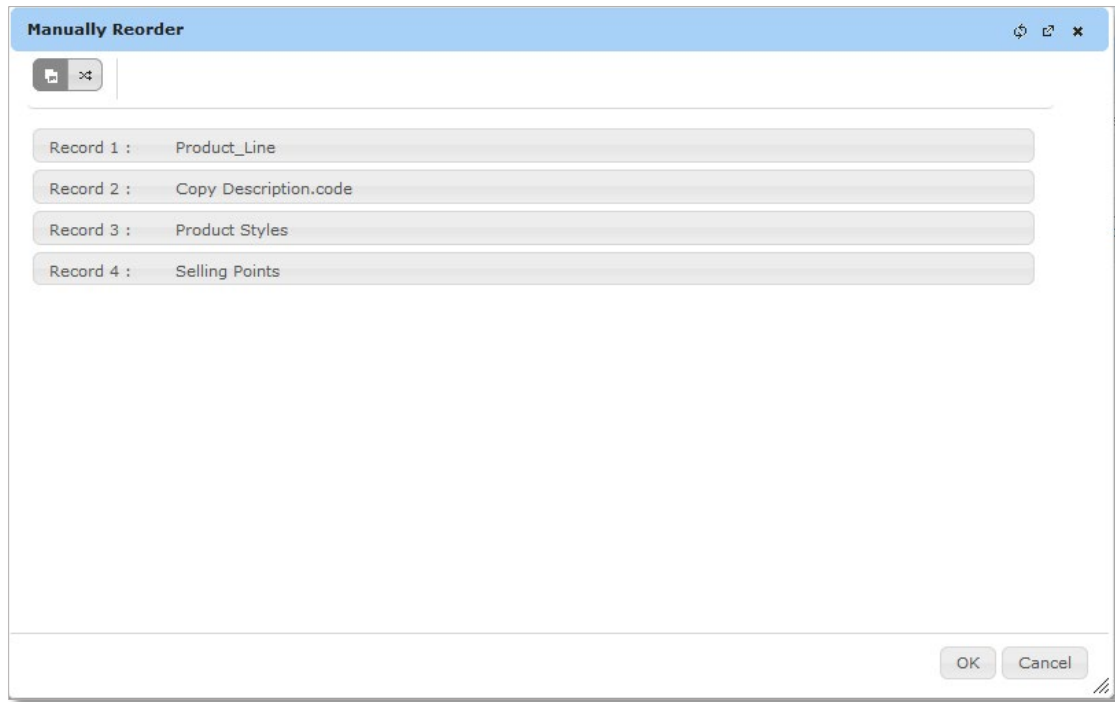 Manually Reorder
Record 1 : Product_Line
Record 2 : Copy Description.code
Record 3 : Product Styles
Record 4 : Selling Points
OK Cancel